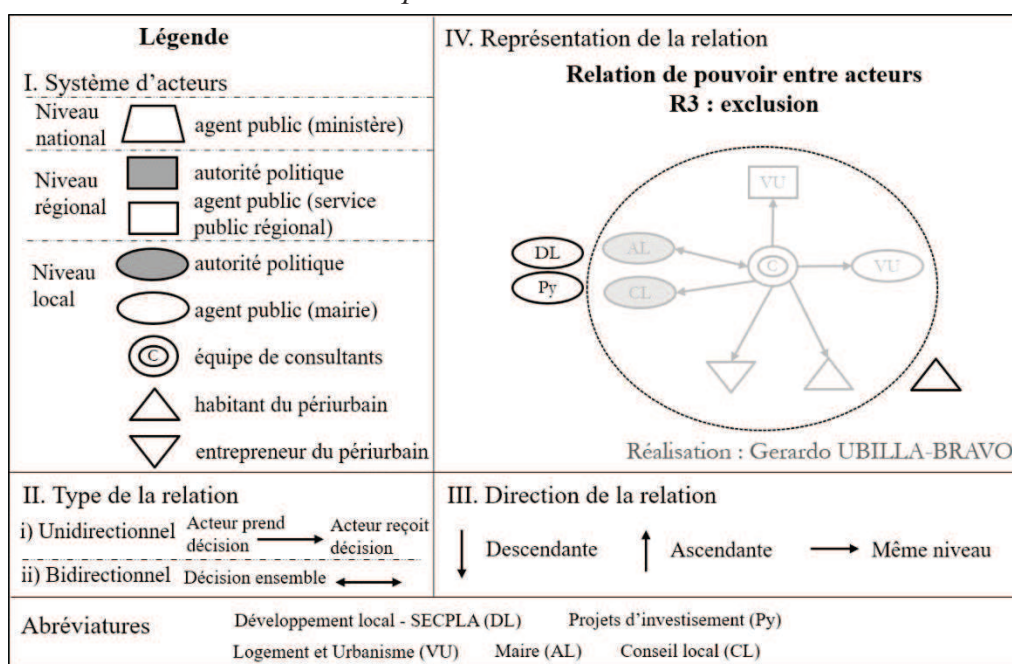 Légende
I. Système d'acteurs
Niveau
national
agent public (ministère)
Niveau
régional
autorité politique
agent public (service
public régional)
Niveau
local
autorité politique
agent public (mairie)
C
équipe de consultants
habitant du périurbain
entrepreneur du périurbain
IV. Représentation de la relation
Relation de pouvoir entre acteurs
R3 : exclusion
VU
DL
AL
C
VU
Py
CL
Réalisation : Gerardo UBILLA-BRAVO
II. Type de la relation
i) Unidirectionnel
Acteur prend
décision
Acteur reçoit
décision
ii) Bidirectionnel
Décision ensemble
III. Direction de la relation
Descendante
Ascendante
Même niveau
Abréviatures
Développement local - SECPLA (DL)
Projets d'investisement (Py)
Logement et Urbanisme (VU)
Maire (AL)
Conseil local (CL)